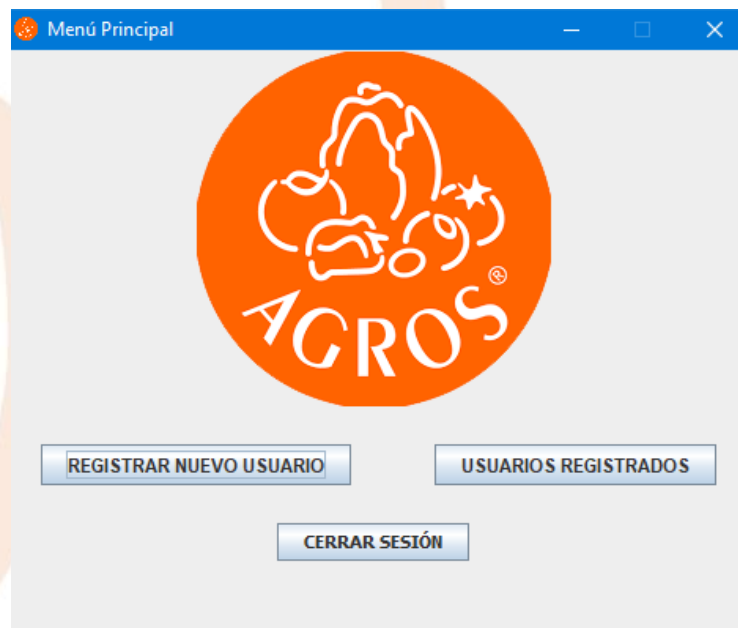 Menú Principal
AGROS®
REGISTRAR NUEVO USUARIO
USUARIOS REGISTRADOS
CERRAR SESIÓN